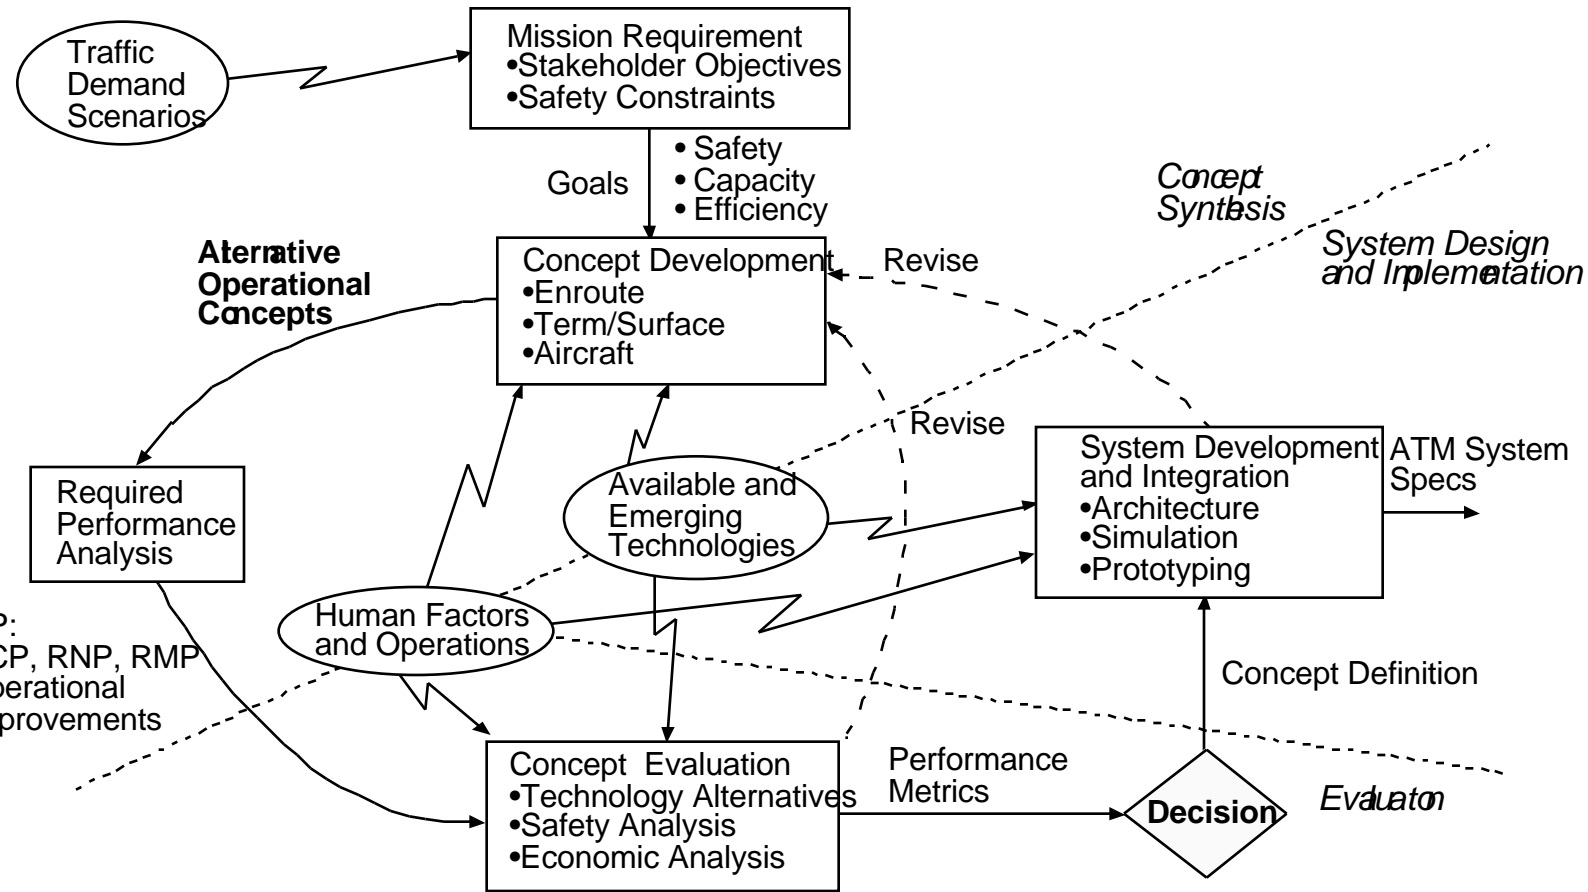 Traffic
Demand
Scenarios
Mission Requirement
•Stakeholder Objectives
•Safety Constraints
Goals
• Safety
• Capacity
• Efficiency
Concept
Synthesis
System Design
and Implementation
Alternative
Operational
Concepts
Concept Development
•Enroute
•Term/Surface
•Aircraft
Revise
Revise
Required
Performance
Analysis
Available and
Emerging
Technologies
System Development
and Integration
•Architecture
•Simulation
•Prototyping
ATM System
Specs
Human Factors
and Operations
P:
CP, RNP, RMP
perational
provements
Concept Definition
Concept Evaluation
•Technology Alternatives
•Safety Analysis
•Economic Analysis
Performance
Metrics
Decision
Evaluaton